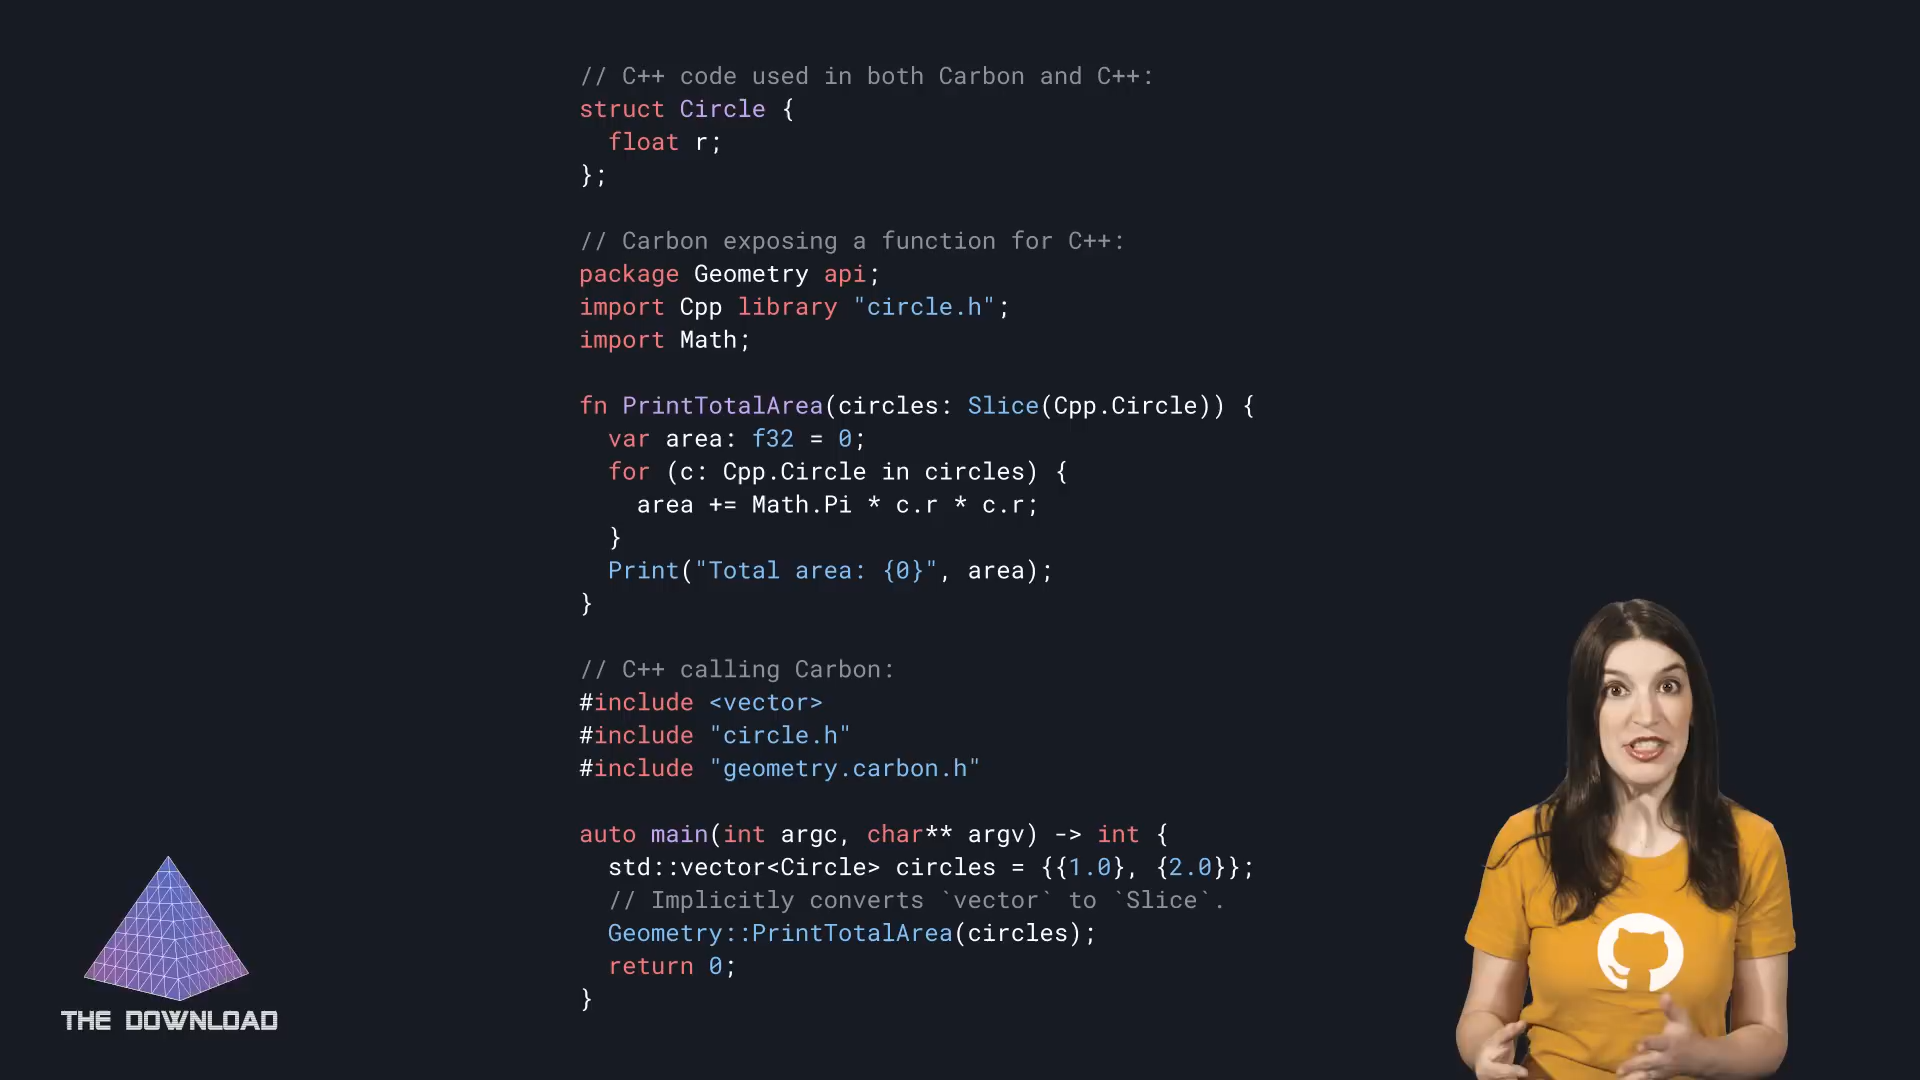 // C++ code used in both Carbon and C++:
struct Circle {
  float r;
};

// Carbon exposing a function for C++:
package Geometry api;
import Cpp library "circle.h";
import Math;

fn PrintTotalArea(circles: Slice(Cpp.Circle)) {
  var area: f32 = 0;
  for (c: Cpp.Circle in circles) {
    area += Math.Pi * c.r * c.r;
  }
  Print("Total area: {0}", area);
}

// C++ calling Carbon:
#include <vector>
#include "circle.h"
#include "geometry.carbon.h"

auto main(int argc, char** argv) -> int {
  std::vector<Circle> circles = {{1.0}, {2.0}};
  // Implicitly converts `vector` to `Slice`.
  Geometry::PrintTotalArea(circles);
  return 0;
}
THE DOWNLOAD